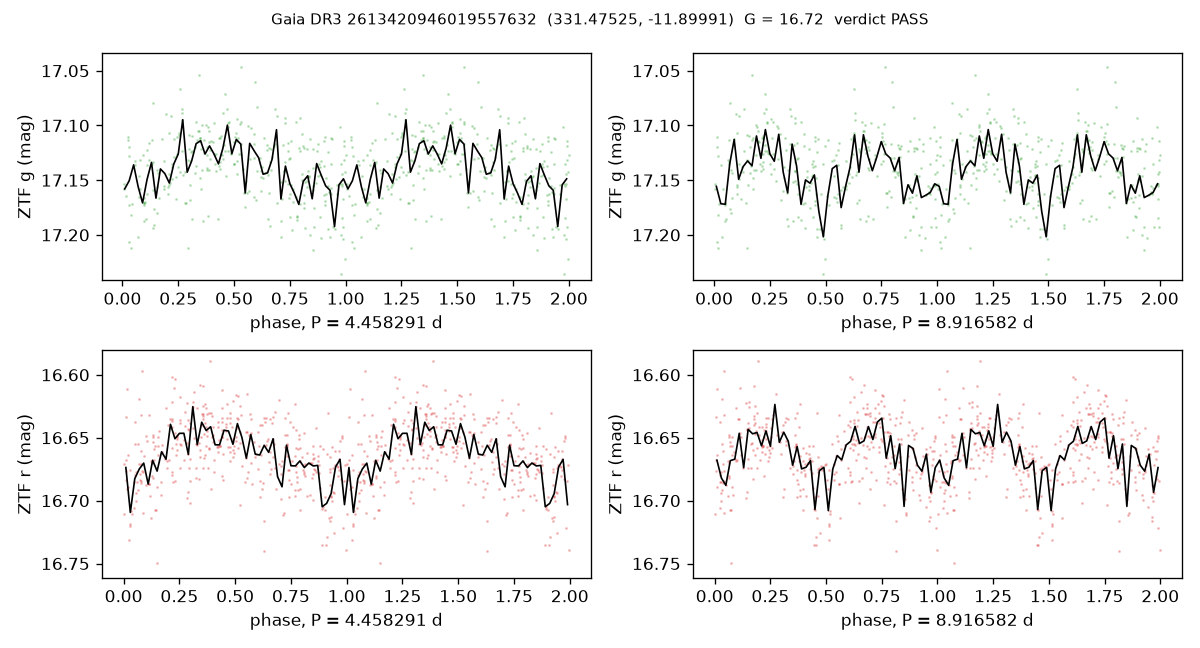 Gaia DR3 2613420946019557632 (331.47525, -11.89991) G = 16.72 verdict PASS
ZTF g (mag)
17.05
17.10
17.15
17.20
0.00 0.25 0.50 0.75 1.00 1.25 1.50 1.75 2.00
phase, P = 4.458291 d
ZTF g (mag)
17.05
17.10
17.15
17.20
0.00 0.25 0.50 0.75 1.00 1.25 1.50 1.75 2.00
phase, P = 8.916582 d
ZTF r (mag)
16.60
16.65
16.70
16.75
0.00 0.25 0.50 0.75 1.00 1.25 1.50 1.75 2.00
phase, P = 4.458291 d
ZTF r (mag)
16.60
16.65
16.70
16.75
0.00 0.25 0.50 0.75 1.00 1.25 1.50 1.75 2.00
phase, P = 8.916582 d